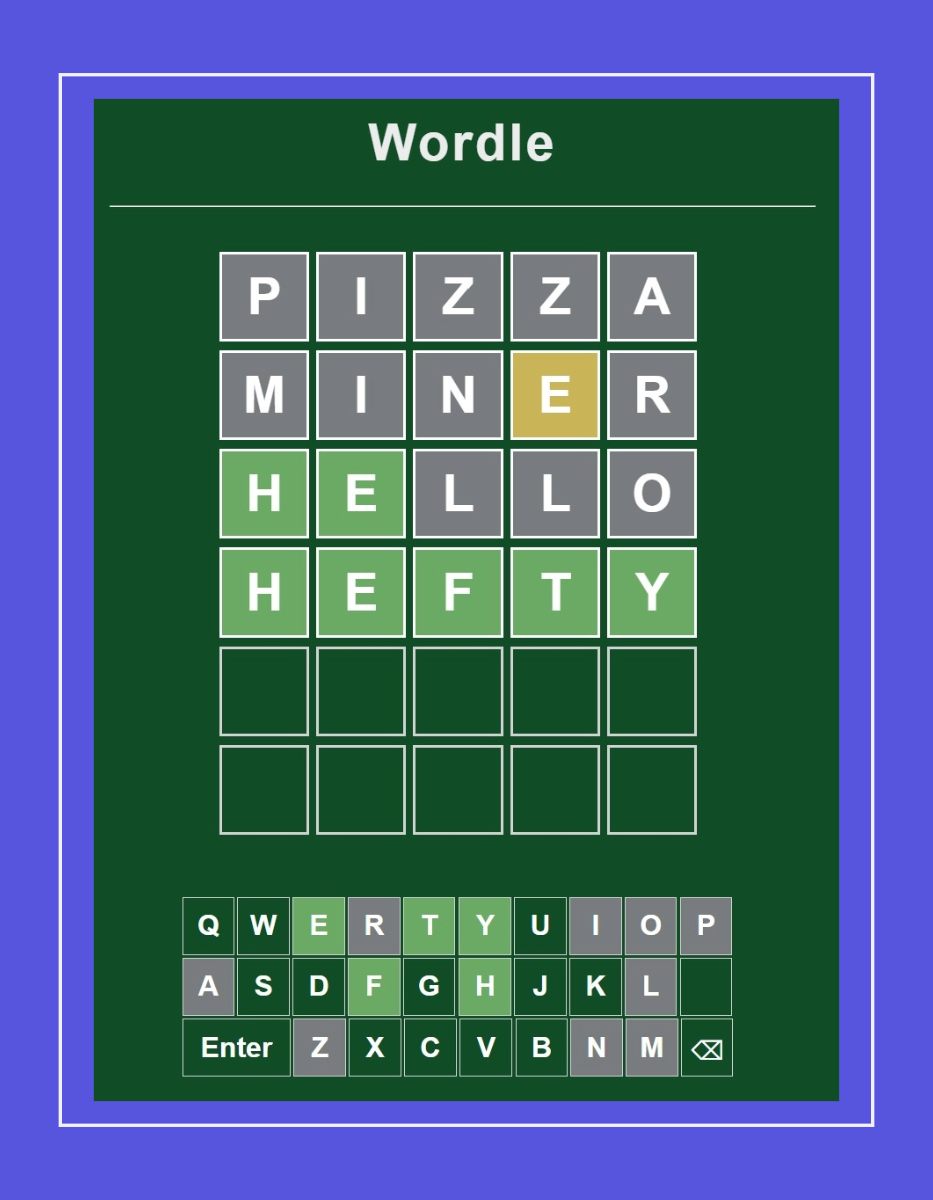 Wordle
P I Z Z A
M I N E R
H E L L O
H E F T Y
Q W E R T Y U I O P
A S D F G H J K L
Enter Z X C V B N M ⌫